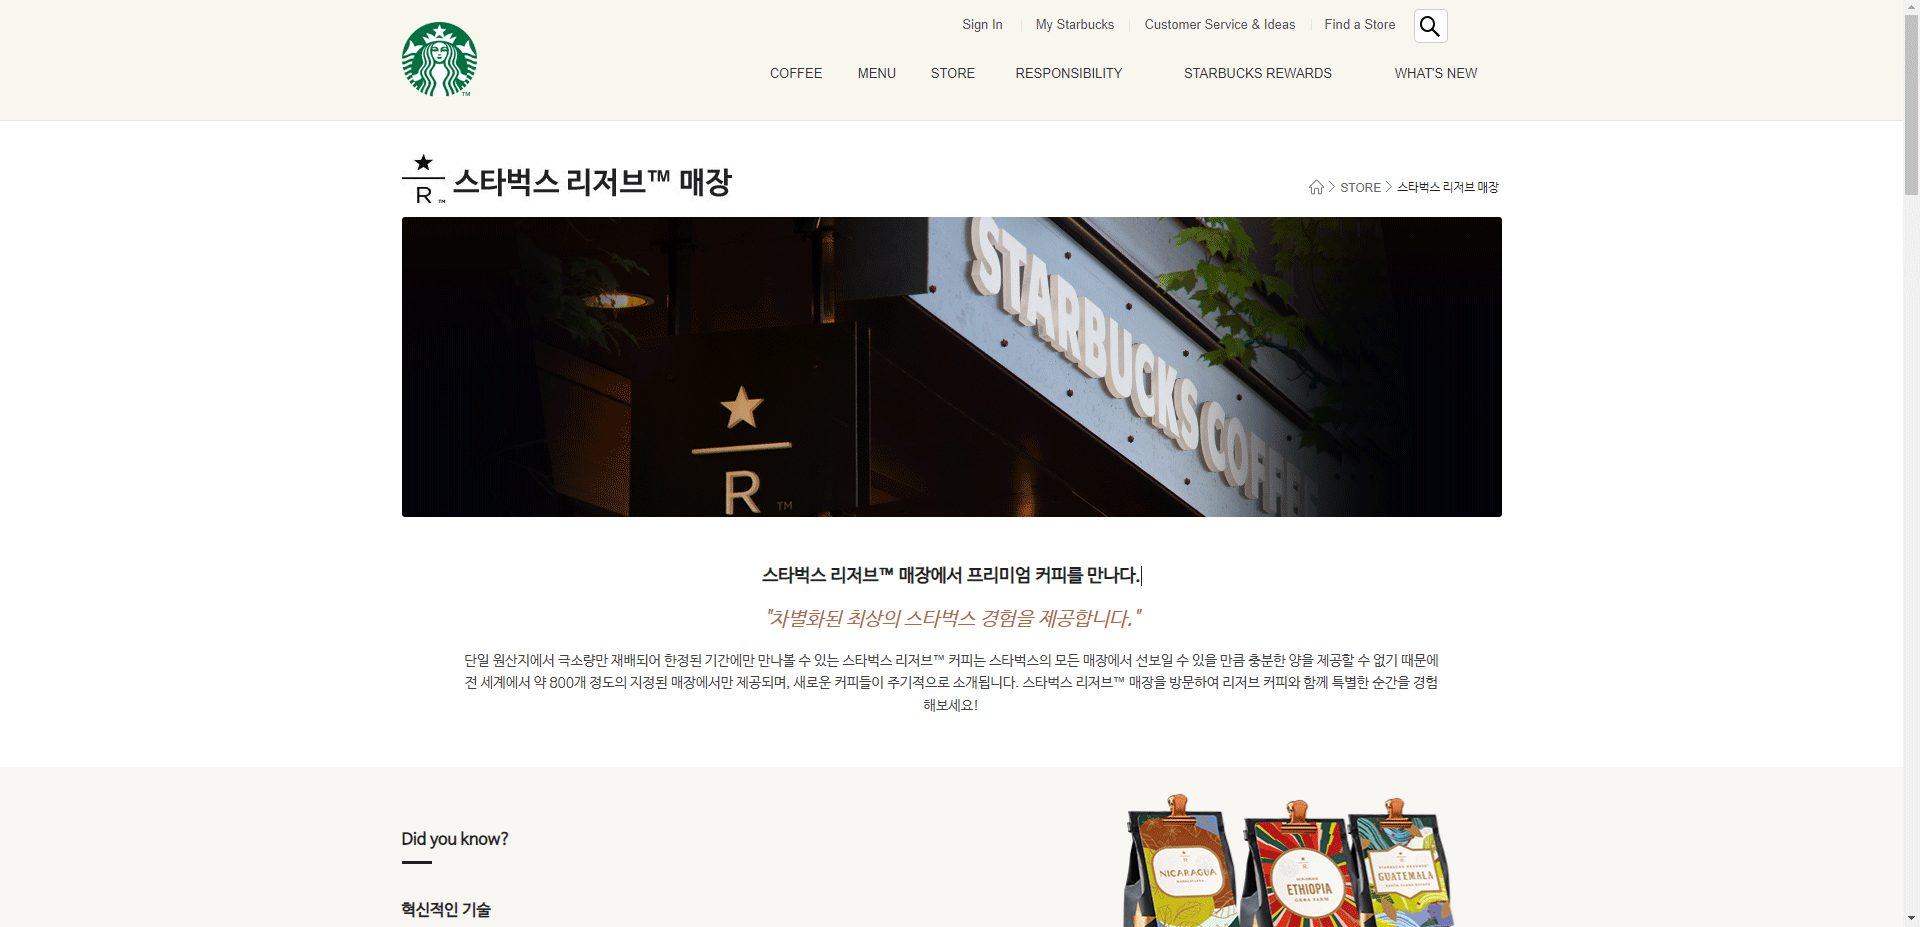 Sign In
My Starbucks
Customer Service & Ideas
Find a Store
COFFEE
MENU
STORE
RESPONSIBILITY
STARBUCKS REWARDS
WHAT'S NEW
TM
R™
스타벅스 리저브™ 매장
STORE
스타벅스 리저브 매장
STARBUCKS COFFEE
R TM
스타벅스 리저브™ 매장에서 프리미엄 커피를 만나다.
"차별화된 최상의 스타벅스 경험을 제공합니다."
단일 원산지에서 극소량만 재배되어 한정된 기간에만 만나볼 수 있는 스타벅스 리저브™ 커피는 스타벅스의 모든 매장에서 선보일 수 있을 만큼 충분한 양을 제공할 수 없기 때문에
전 세계에서 약 800개 정도의 지정된 매장에서만 제공되며, 새로운 커피들이 주기적으로 소개됩니다. 스타벅스 리저브™ 매장을 방문하여 리저브 커피와 함께 특별한 순간을 경험
해보세요!
Did you know?
혁신적인 기술
NICARAGUA
ETHIOPIA
GUATEMALA